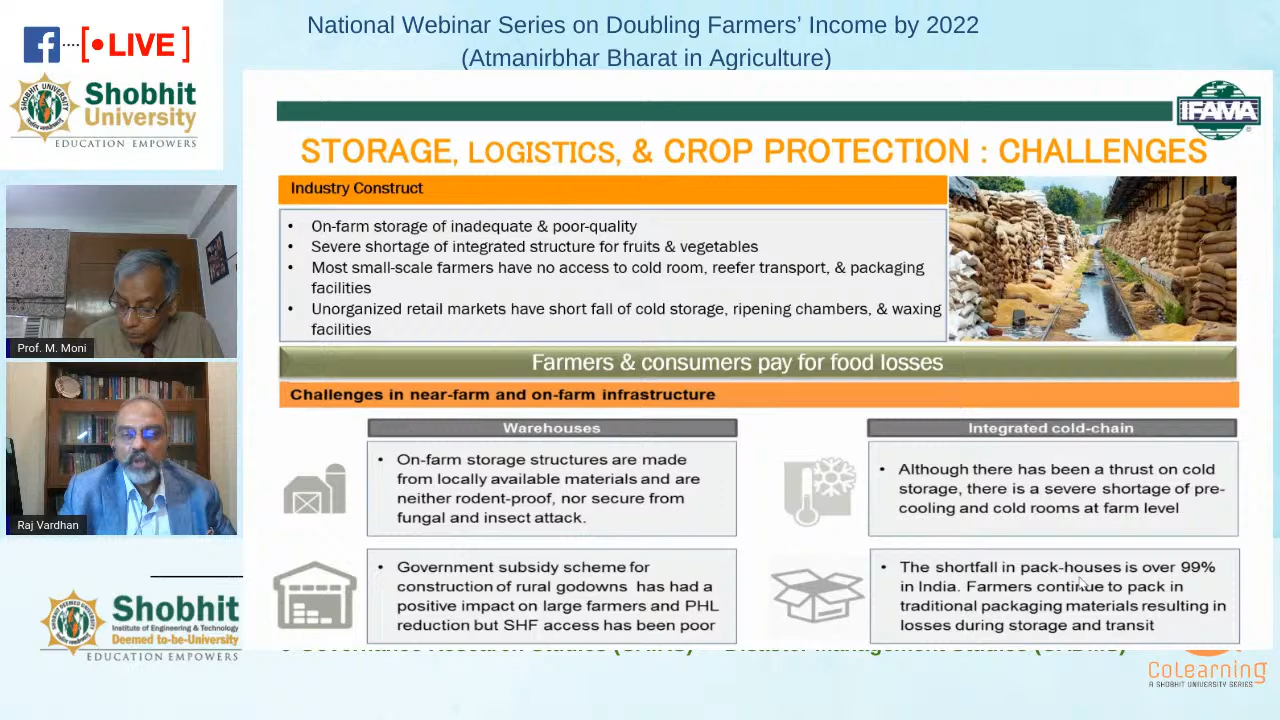 National Webinar Series on Doubling Farmers’ Income by 2022
(Atmanirbhar Bharat in Agriculture)
LIVE
Shobhit
University
EDUCATION EMPOWERS
IFAMA
STORAGE, LOGISTICS, & CROP PROTECTION : CHALLENGES
Industry Construct
• On-farm storage of inadequate & poor-quality
• Severe shortage of integrated structure for fruits & vegetables
• Most small-scale farmers have no access to cold room, reefer transport, & packaging
facilities
• Unorganized retail markets have short fall of cold storage, ripening chambers, & waxing
facilities
Farmers & consumers pay for food losses
Challenges in near-farm and on-farm infrastructure
Warehouses
• On-farm storage structures are made
from locally available materials and are
neither rodent-proof, nor secure from
fungal and insect attack.
• Government subsidy scheme for
construction of rural godowns has had a
positive impact on large farmers and PHL
reduction but SHF access has been poor
Integrated cold-chain
• Although there has been a thrust on cold
storage, there is a severe shortage of pre-
cooling and cold rooms at farm level
• The shortfall in pack-houses is over 99%
in India. Farmers continue to pack in
traditional packaging materials resulting in
losses during storage and transit
Prof. M. Moni
Raj Vardhan
Shobhit
Institute of Engineering & Technology
Deemed to-be-University
EDUCATION EMPOWERS
CoLearning
A SHOBHIT UNIVERSITY SERIES